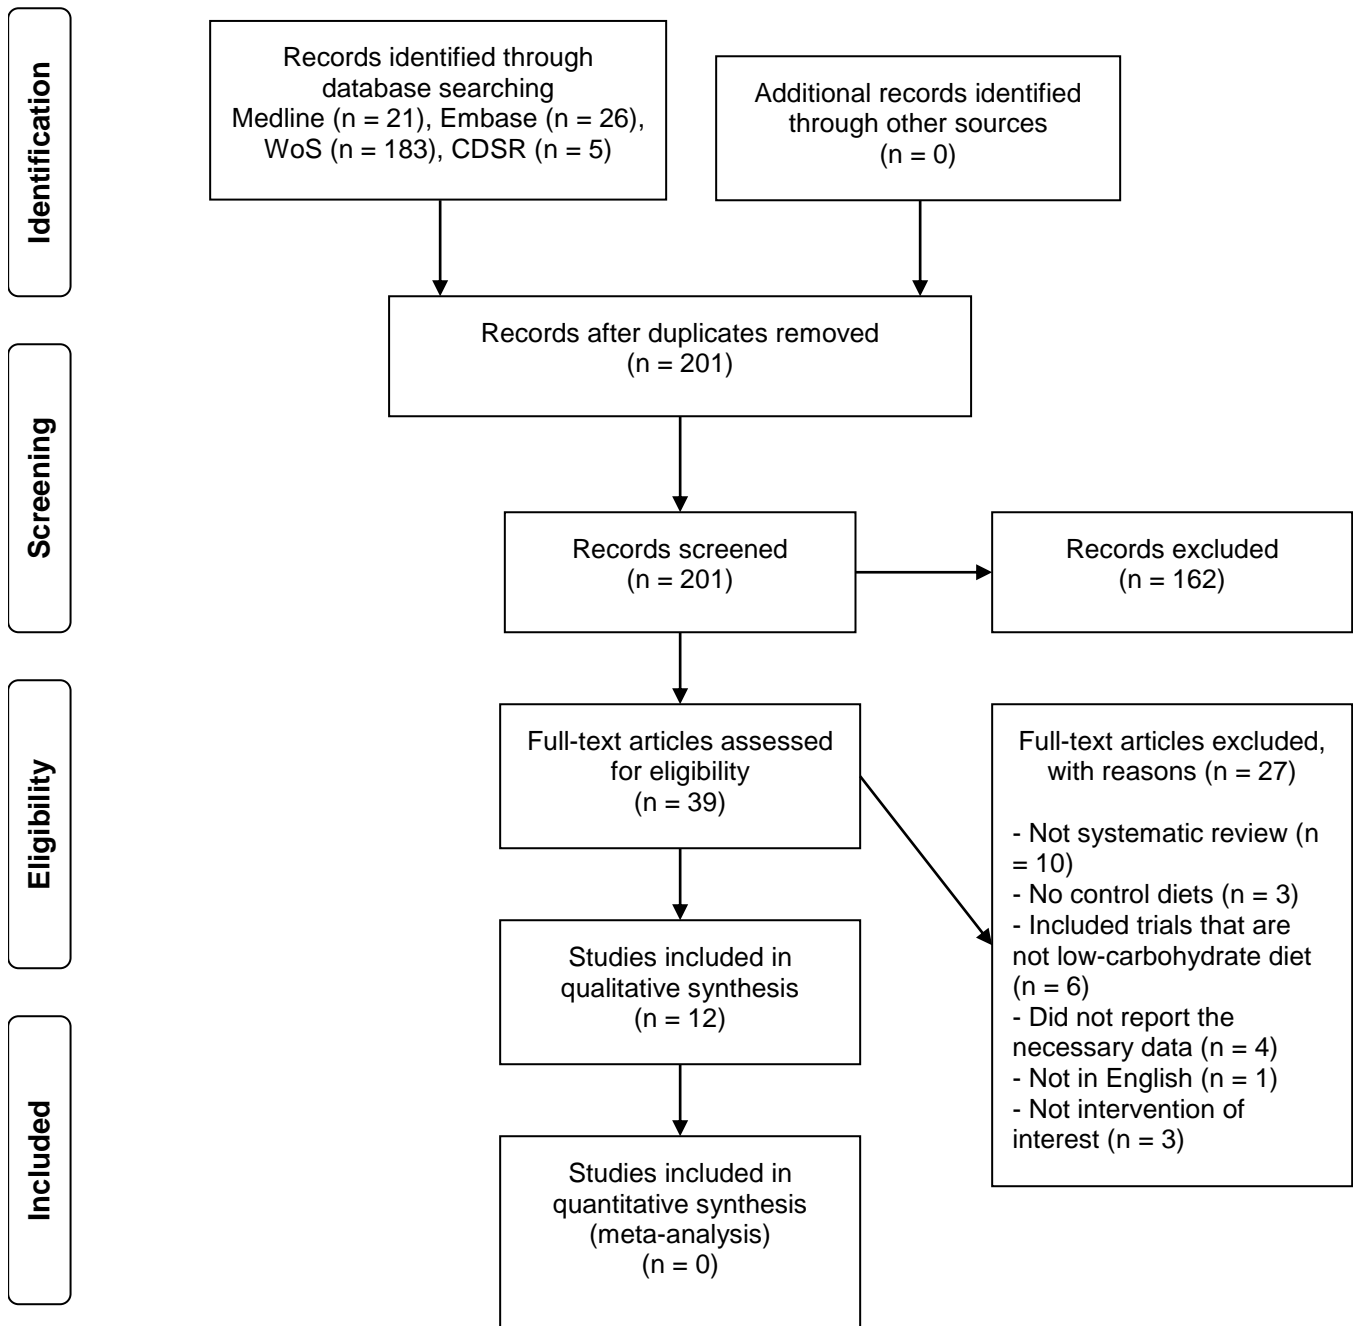 Identification
Records identified through
database searching
Medline (n = 21), Embase (n = 26),
WoS (n = 183), CDSR (n = 5)
Additional records identified
through other sources
(n = 0)
Records after duplicates removed
(n = 201)
Screening
Records screened
(n = 201)
Records excluded
(n = 162)
Eligibility
Full-text articles assessed
for eligibility
(n = 39)
Full-text articles excluded,
with reasons (n = 27)
- Not systematic review (n
= 10)
- No control diets (n = 3)
- Included trials that are
not low-carbohydrate diet
(n = 6)
- Did not report the
necessary data (n = 4)
- Not in English (n = 1)
- Not intervention of
interest (n = 3)
Studies included in
qualitative synthesis
(n = 12)
Included
Studies included in
quantitative synthesis
(meta-analysis)
(n = 0)